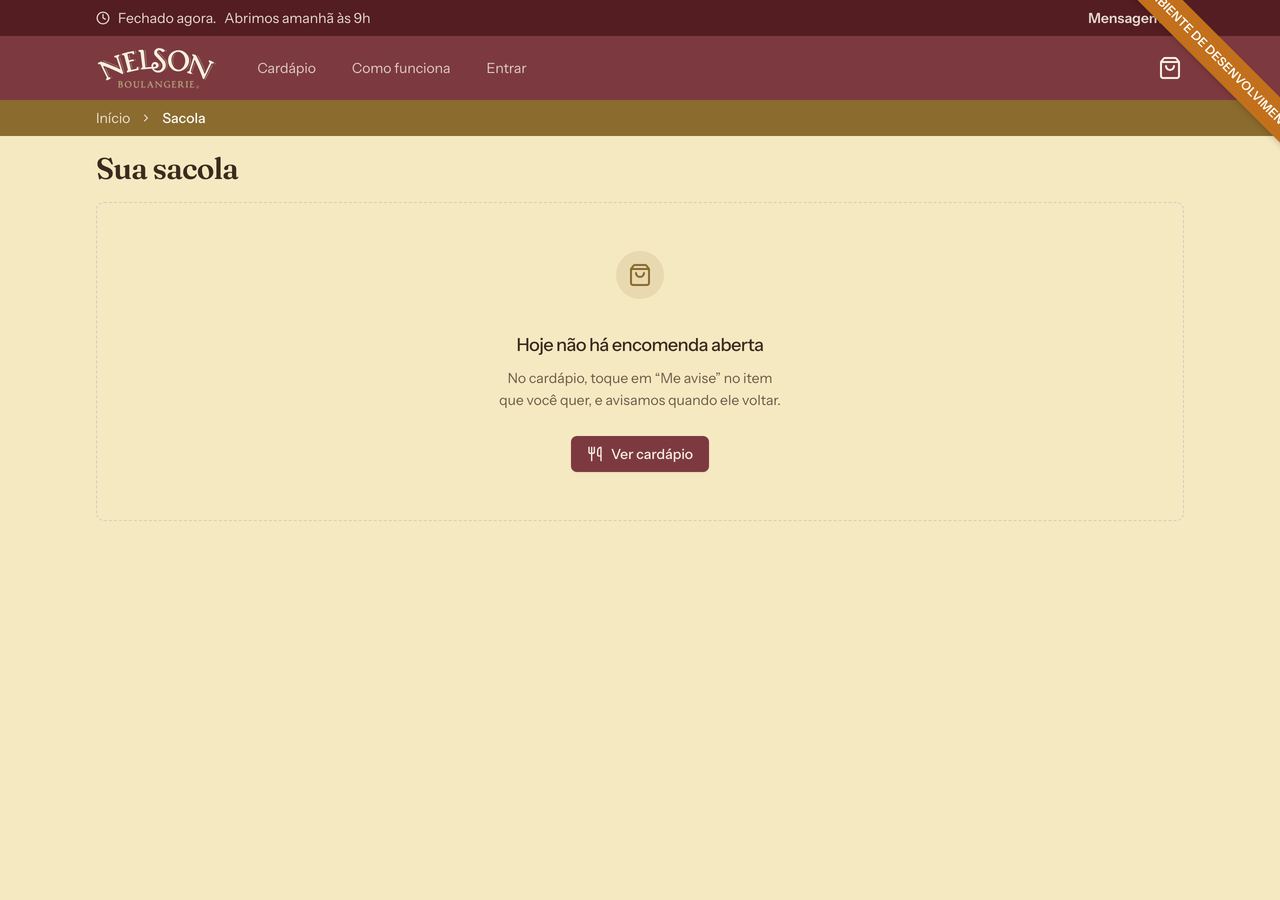 Fechado agora. Abrimos amanhã às 9h
NELSON
BOULANGERIE
Cardápio
Como funciona
Entrar
DE DESENVOLVIMEN
Início
Sacola
Sua sacola
Hoje não há encomenda aberta
No cardápio, toque em “Me avise” no item
que você quer, e avisamos quando ele voltar.
Ver cardápio